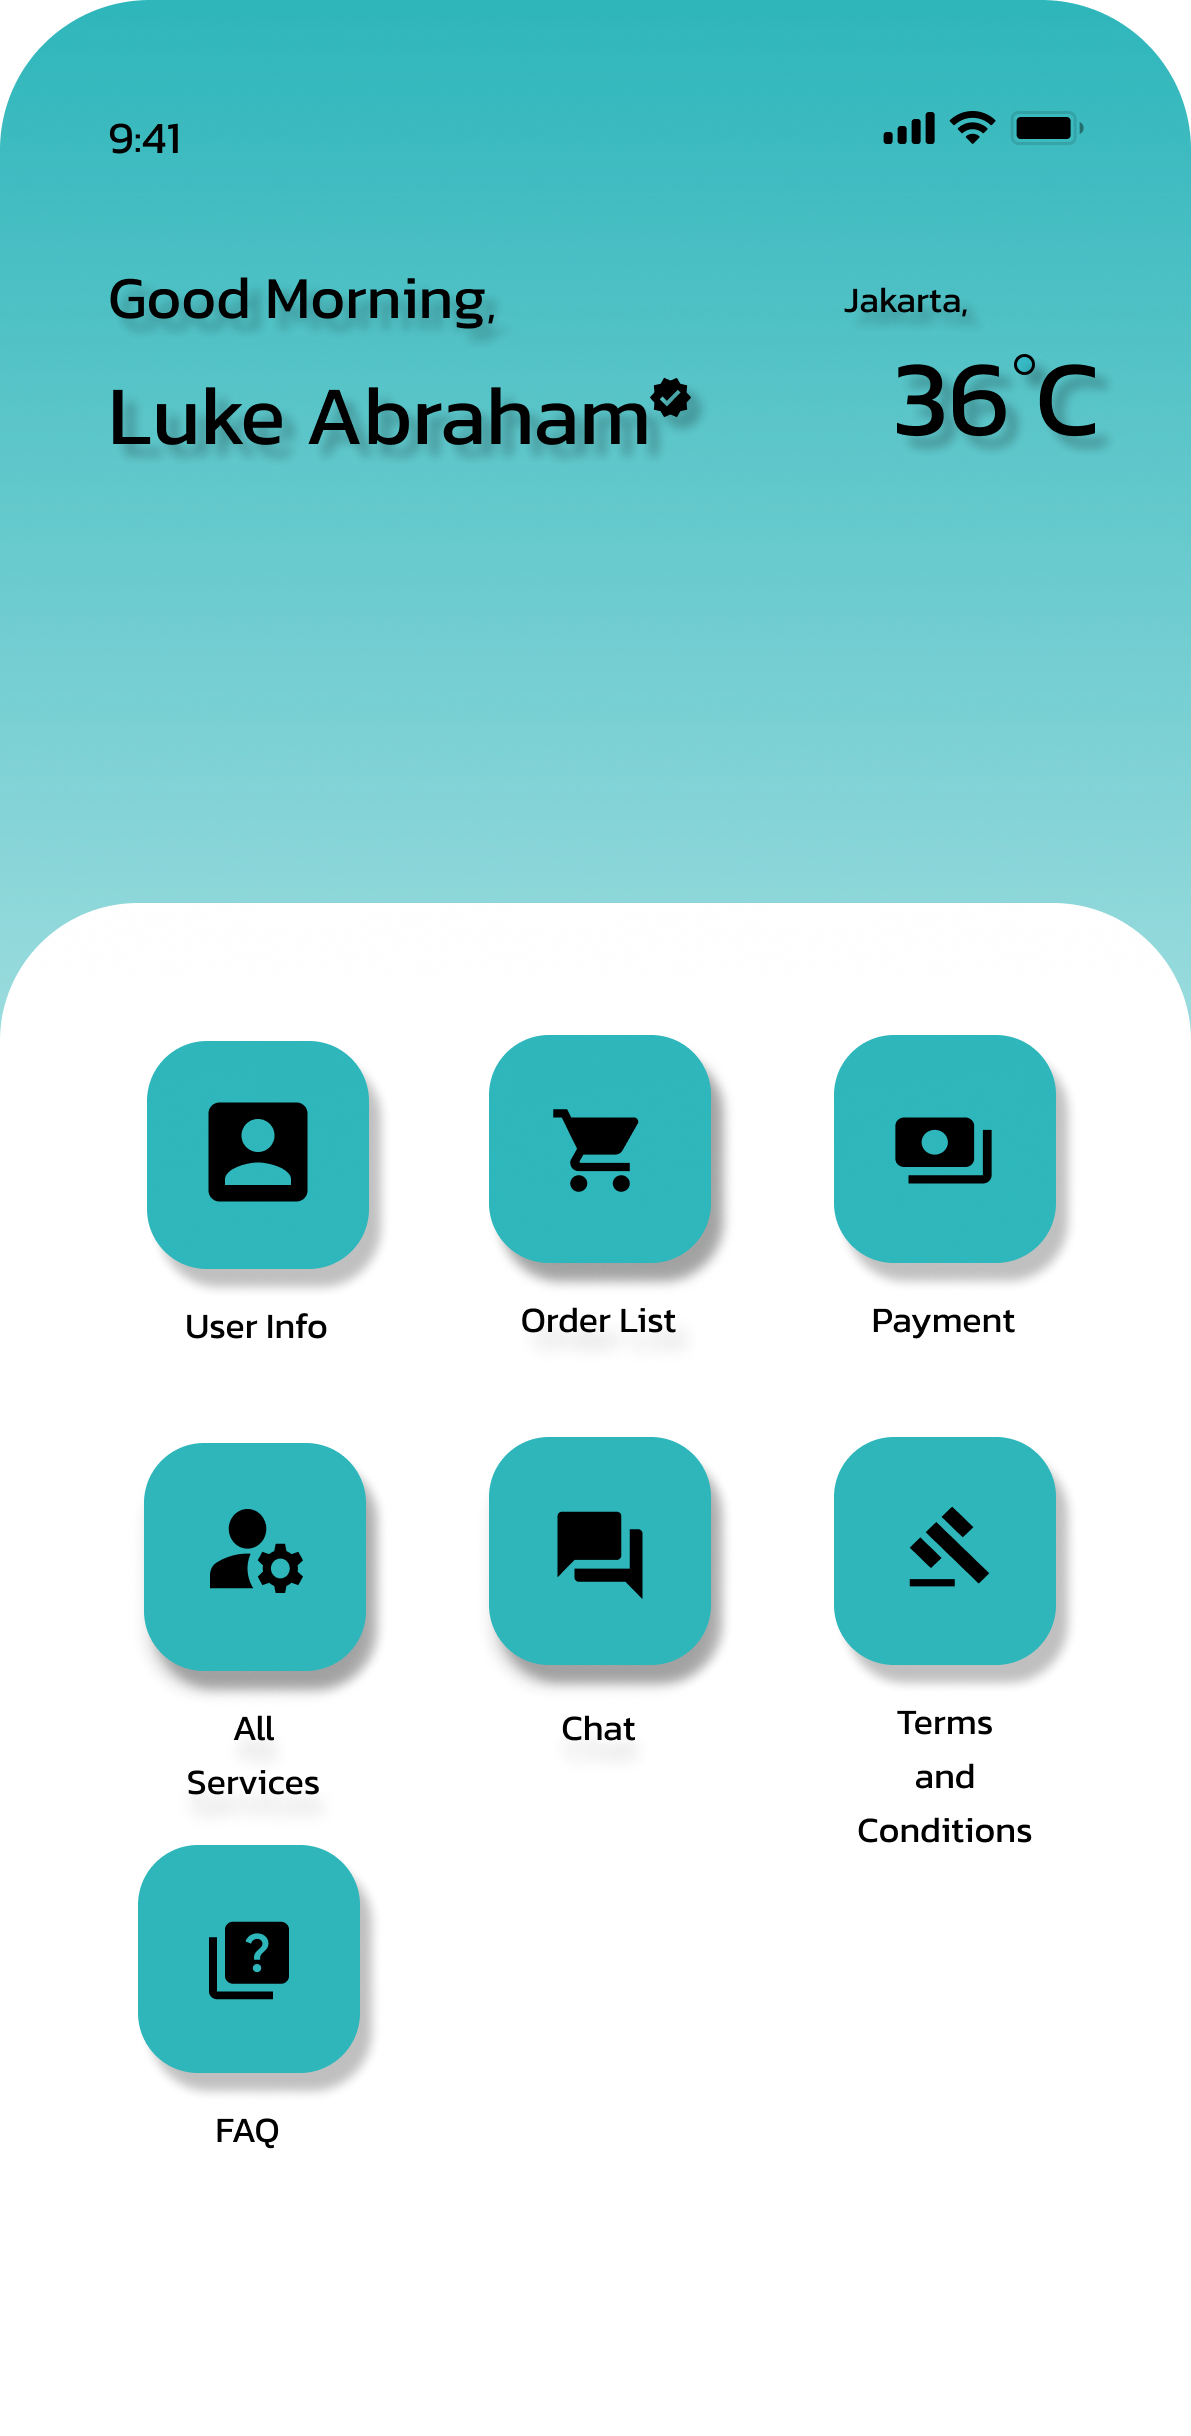 9:41
Good Morning,
Jakarta,
Luke Abraham
36°C
User Info
Order List
Payment
All
Services
Chat
Terms
and
Conditions
?
FAQ